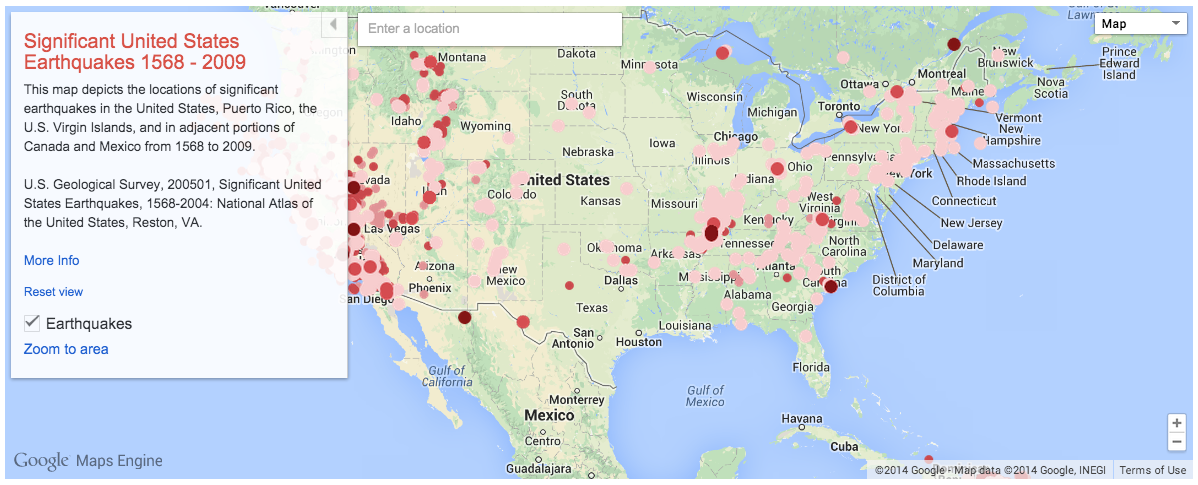 Significant United States
Earthquakes 1568 - 2009
This map depicts the locations of significant
earthquakes in the United States, Puerto Rico, the
U.S. Virgin Islands, and in adjacent portions of
Canada and Mexico from 1568 to 2009.
U.S. Geological Survey, 200501, Significant United
States Earthquakes, 1568-2004: National Atlas of
the United States, Reston, VA.
More Info
Reset view
Earthquakes
Zoom to area
Google Maps Engine
Enter a location
Map
Montana
Dakota
Minnesota
South
Dakota
Wisconsin
Michigan
Ottawa
Montreal
Toronto
Maine
New
Brunswick
Prince
Edward
Island
Nova
Scotia
Vermont
New
Hampshire
Massachusetts
Rhode Island
Connecticut
New Jersey
Delaware
Maryland
District of
Columbia
Idaho
Wyoming
Nebraska
Iowa
Chicago
Illinois
Indiana
Ohio
New York
United States
Kansas
Missouri
West
Virginia
Kentucky
Tennessee
North
Carolina
Las Vegas
Arizona
Phoenix
San Diego
New
Mexico
Oklahoma
Arkansas
Dallas
Texas
Mississippi
Alabama
Atlanta
Georgia
South
Louisiana
San
Antonio
Houston
Florida
Gulf of
California
Gulf of
Mexico
Monterrey
Mexico
Centro
Guadalajara
Havana
Cuba
+
−
©2014 Google - Map data ©2014 Google, INEGI
Terms of Use